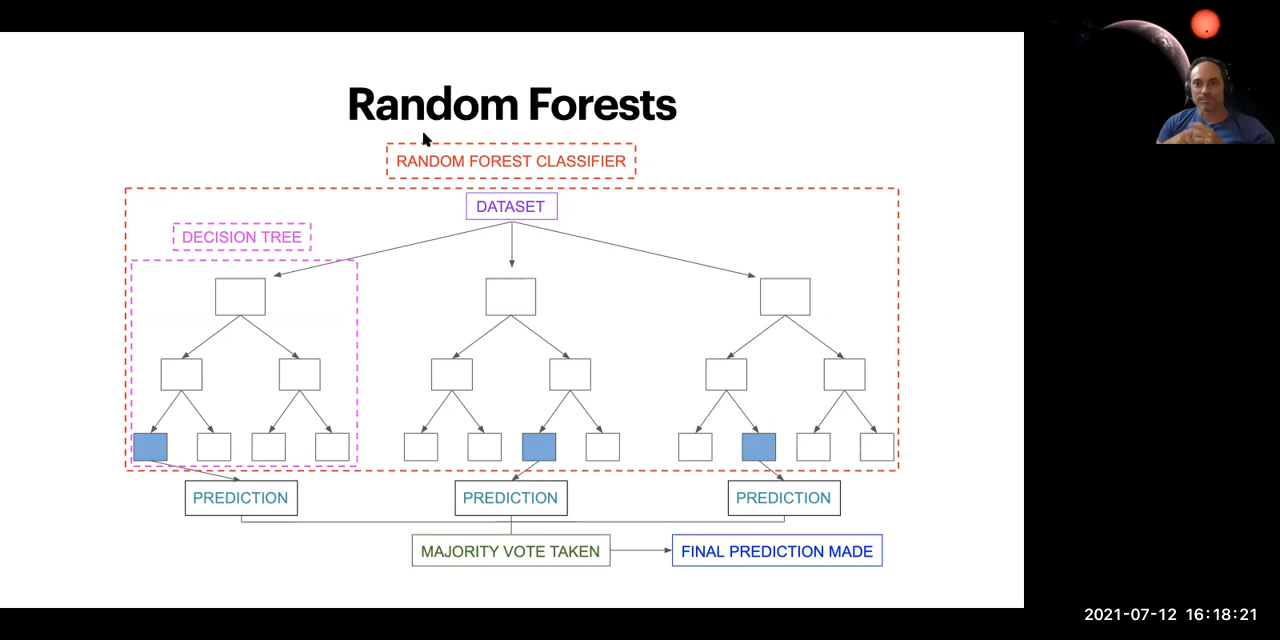 Random Forests
RANDOM FOREST CLASSIFIER
DATASET
DECISION TREE
PREDICTION
PREDICTION
PREDICTION
MAJORITY VOTE TAKEN
FINAL PREDICTION MADE
2021-07-12 16:18:21